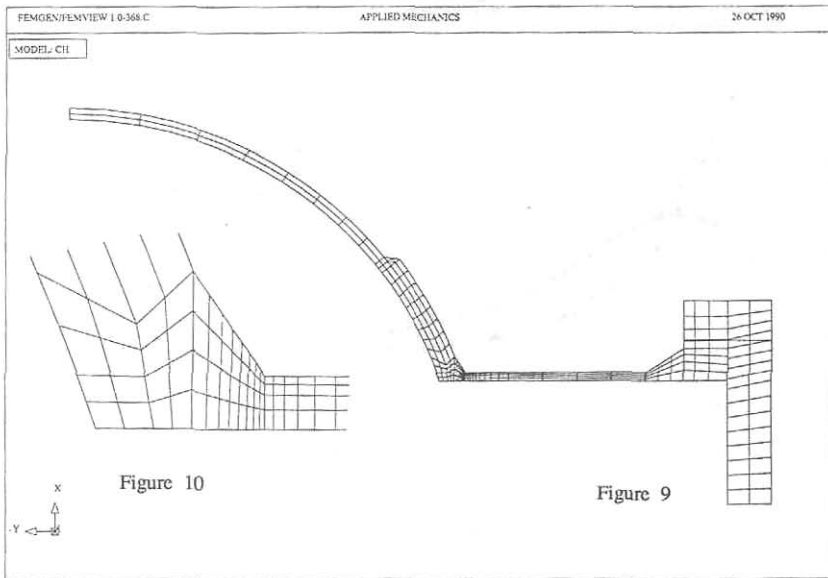 FEMGEN/FEMVIEW 1.0-368.C APPLIED MECHANICS 26 OCT 1990
MODEL: CH
Figure 10
Figure 9
X
Y